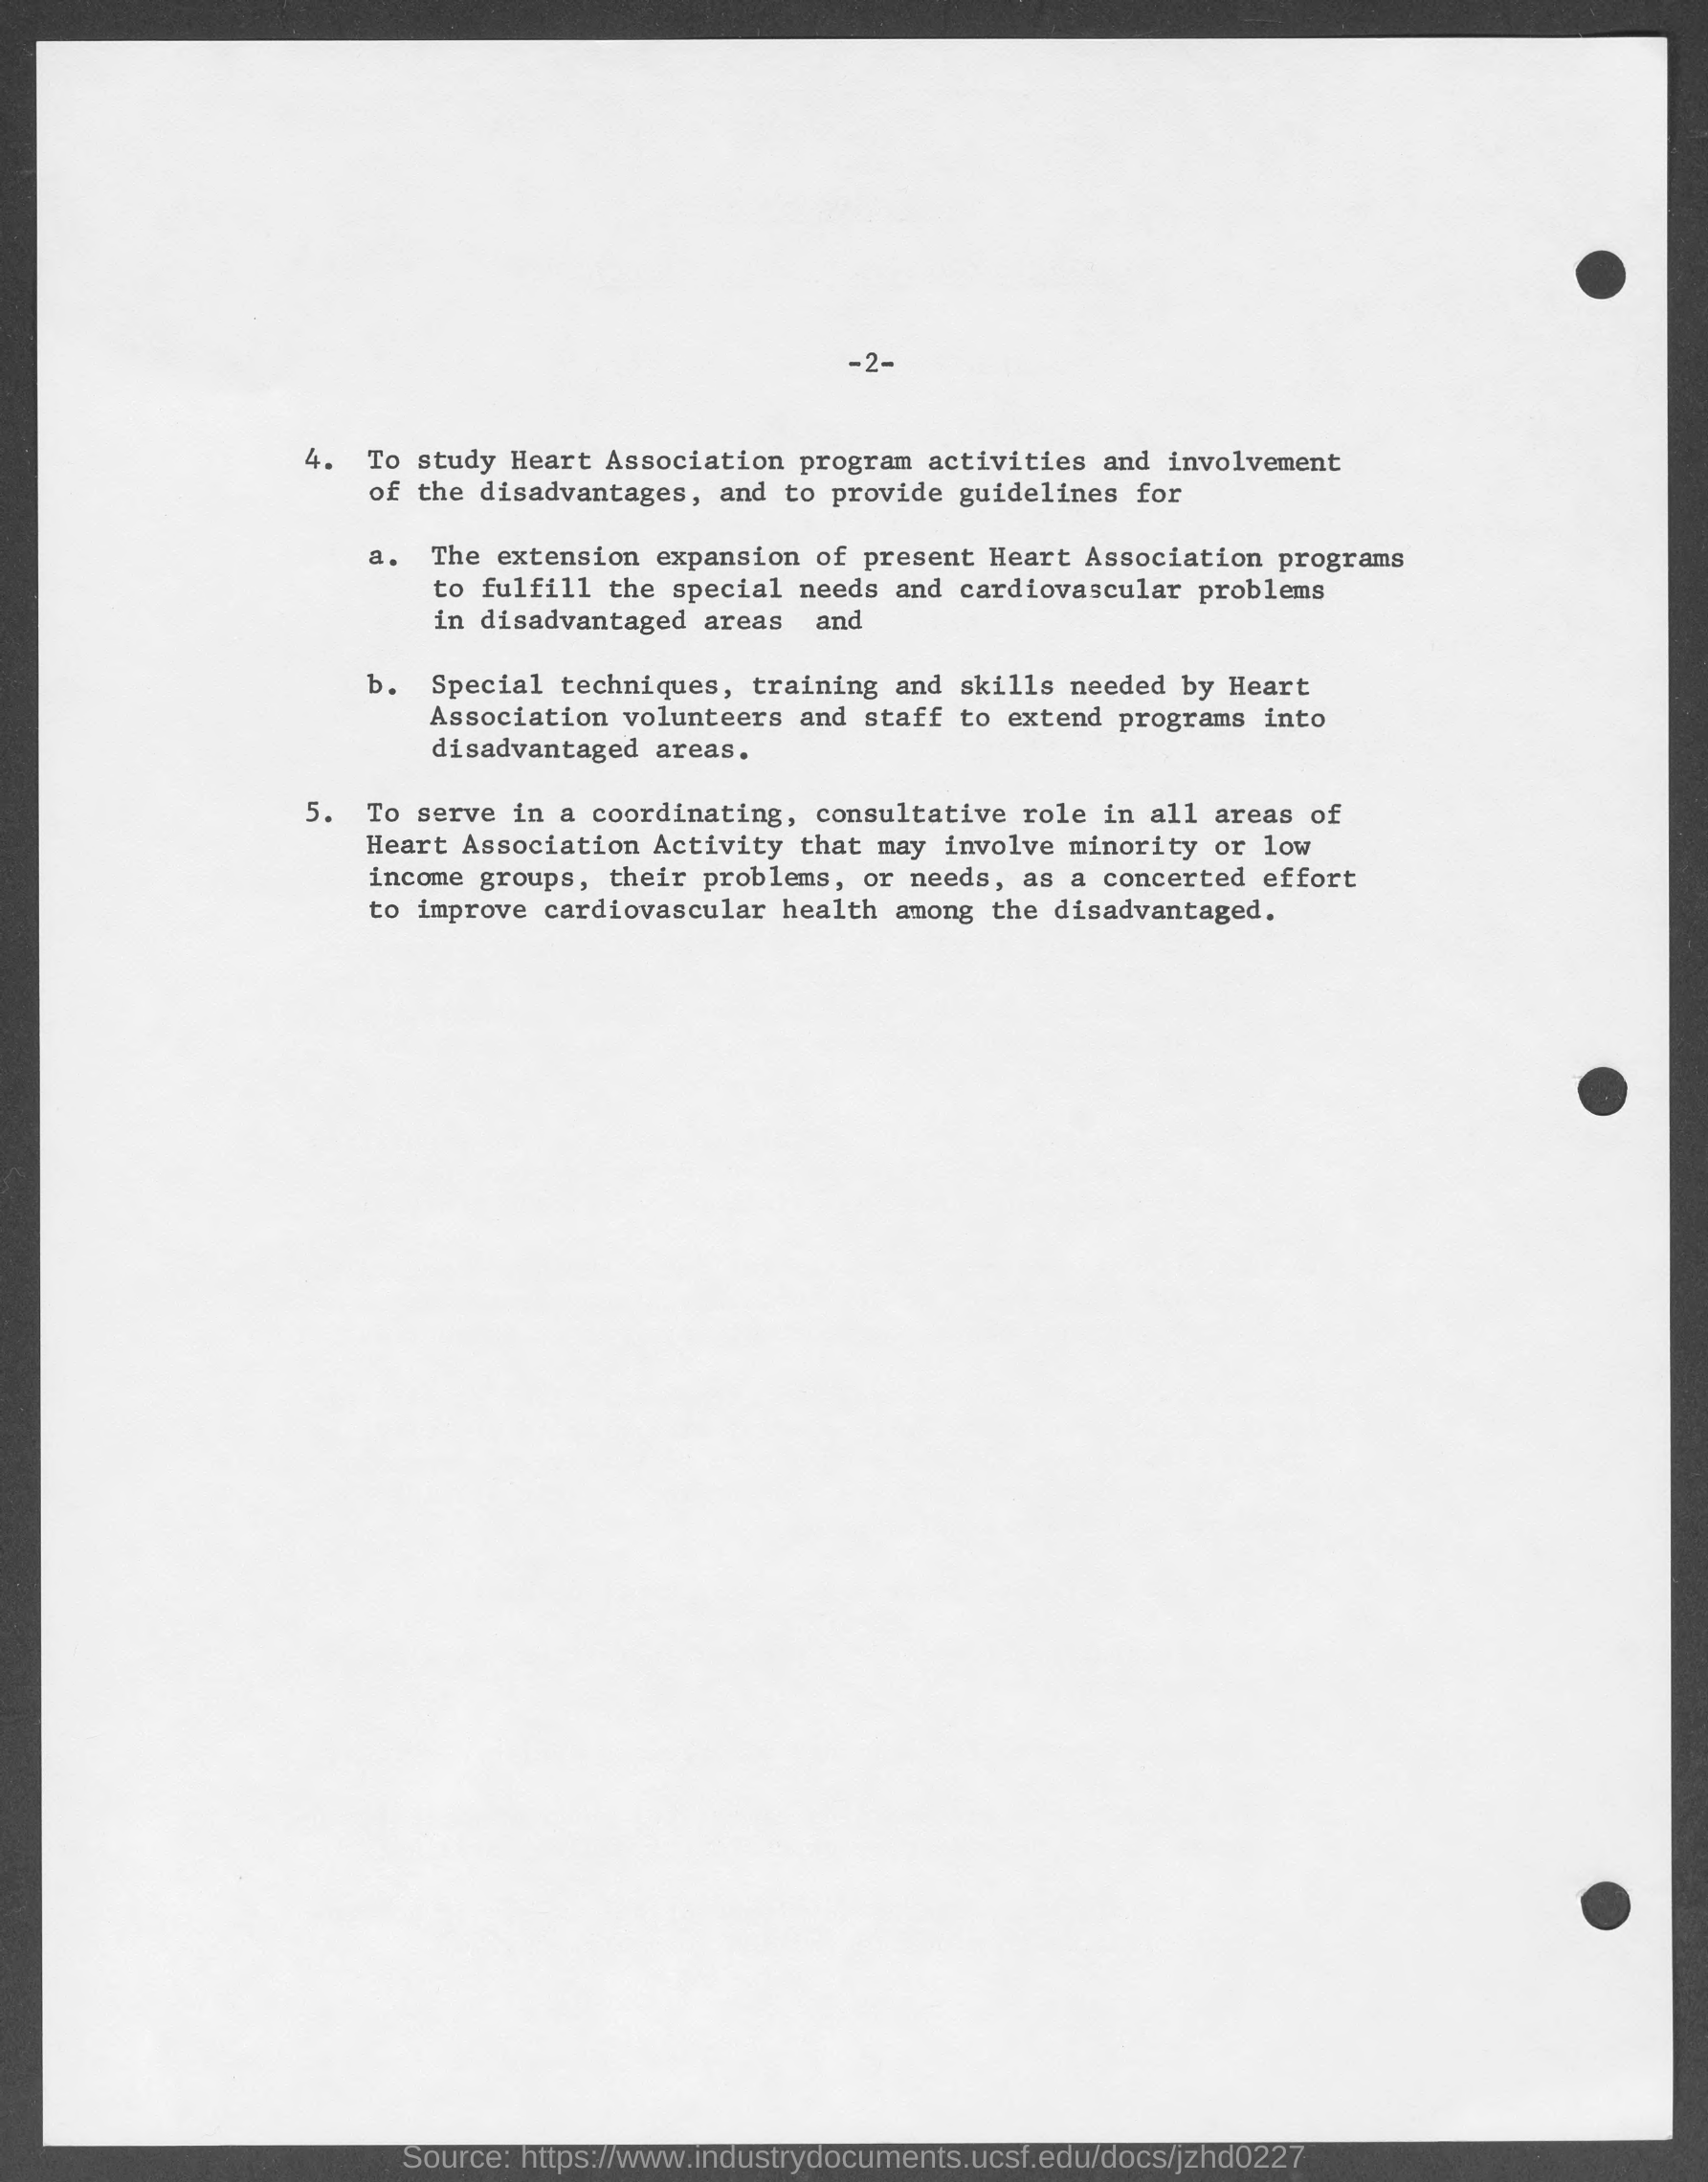 -2-
4. To study Heart Association program activities and involvement
of the disadvantages, and to provide guidelines for
a. The extension expansion of present Heart Association programs
to fulfill the special needs and cardiovascular problems
in disadvantaged areas and
b. Special techniques, training and skills needed by Heart
Association volunteers and staff to extend programs into
disadvantaged areas.
5. To serve in a coordinating, consultative role in all areas of
Heart Association Activity that may involve minority or low
income groups, their problems, or needs, as a concerted effort
to improve cardiovascular health among the disadvantaged.
Source: https://www.industrydocuments.ucsf.edu/docs/jzhd0227